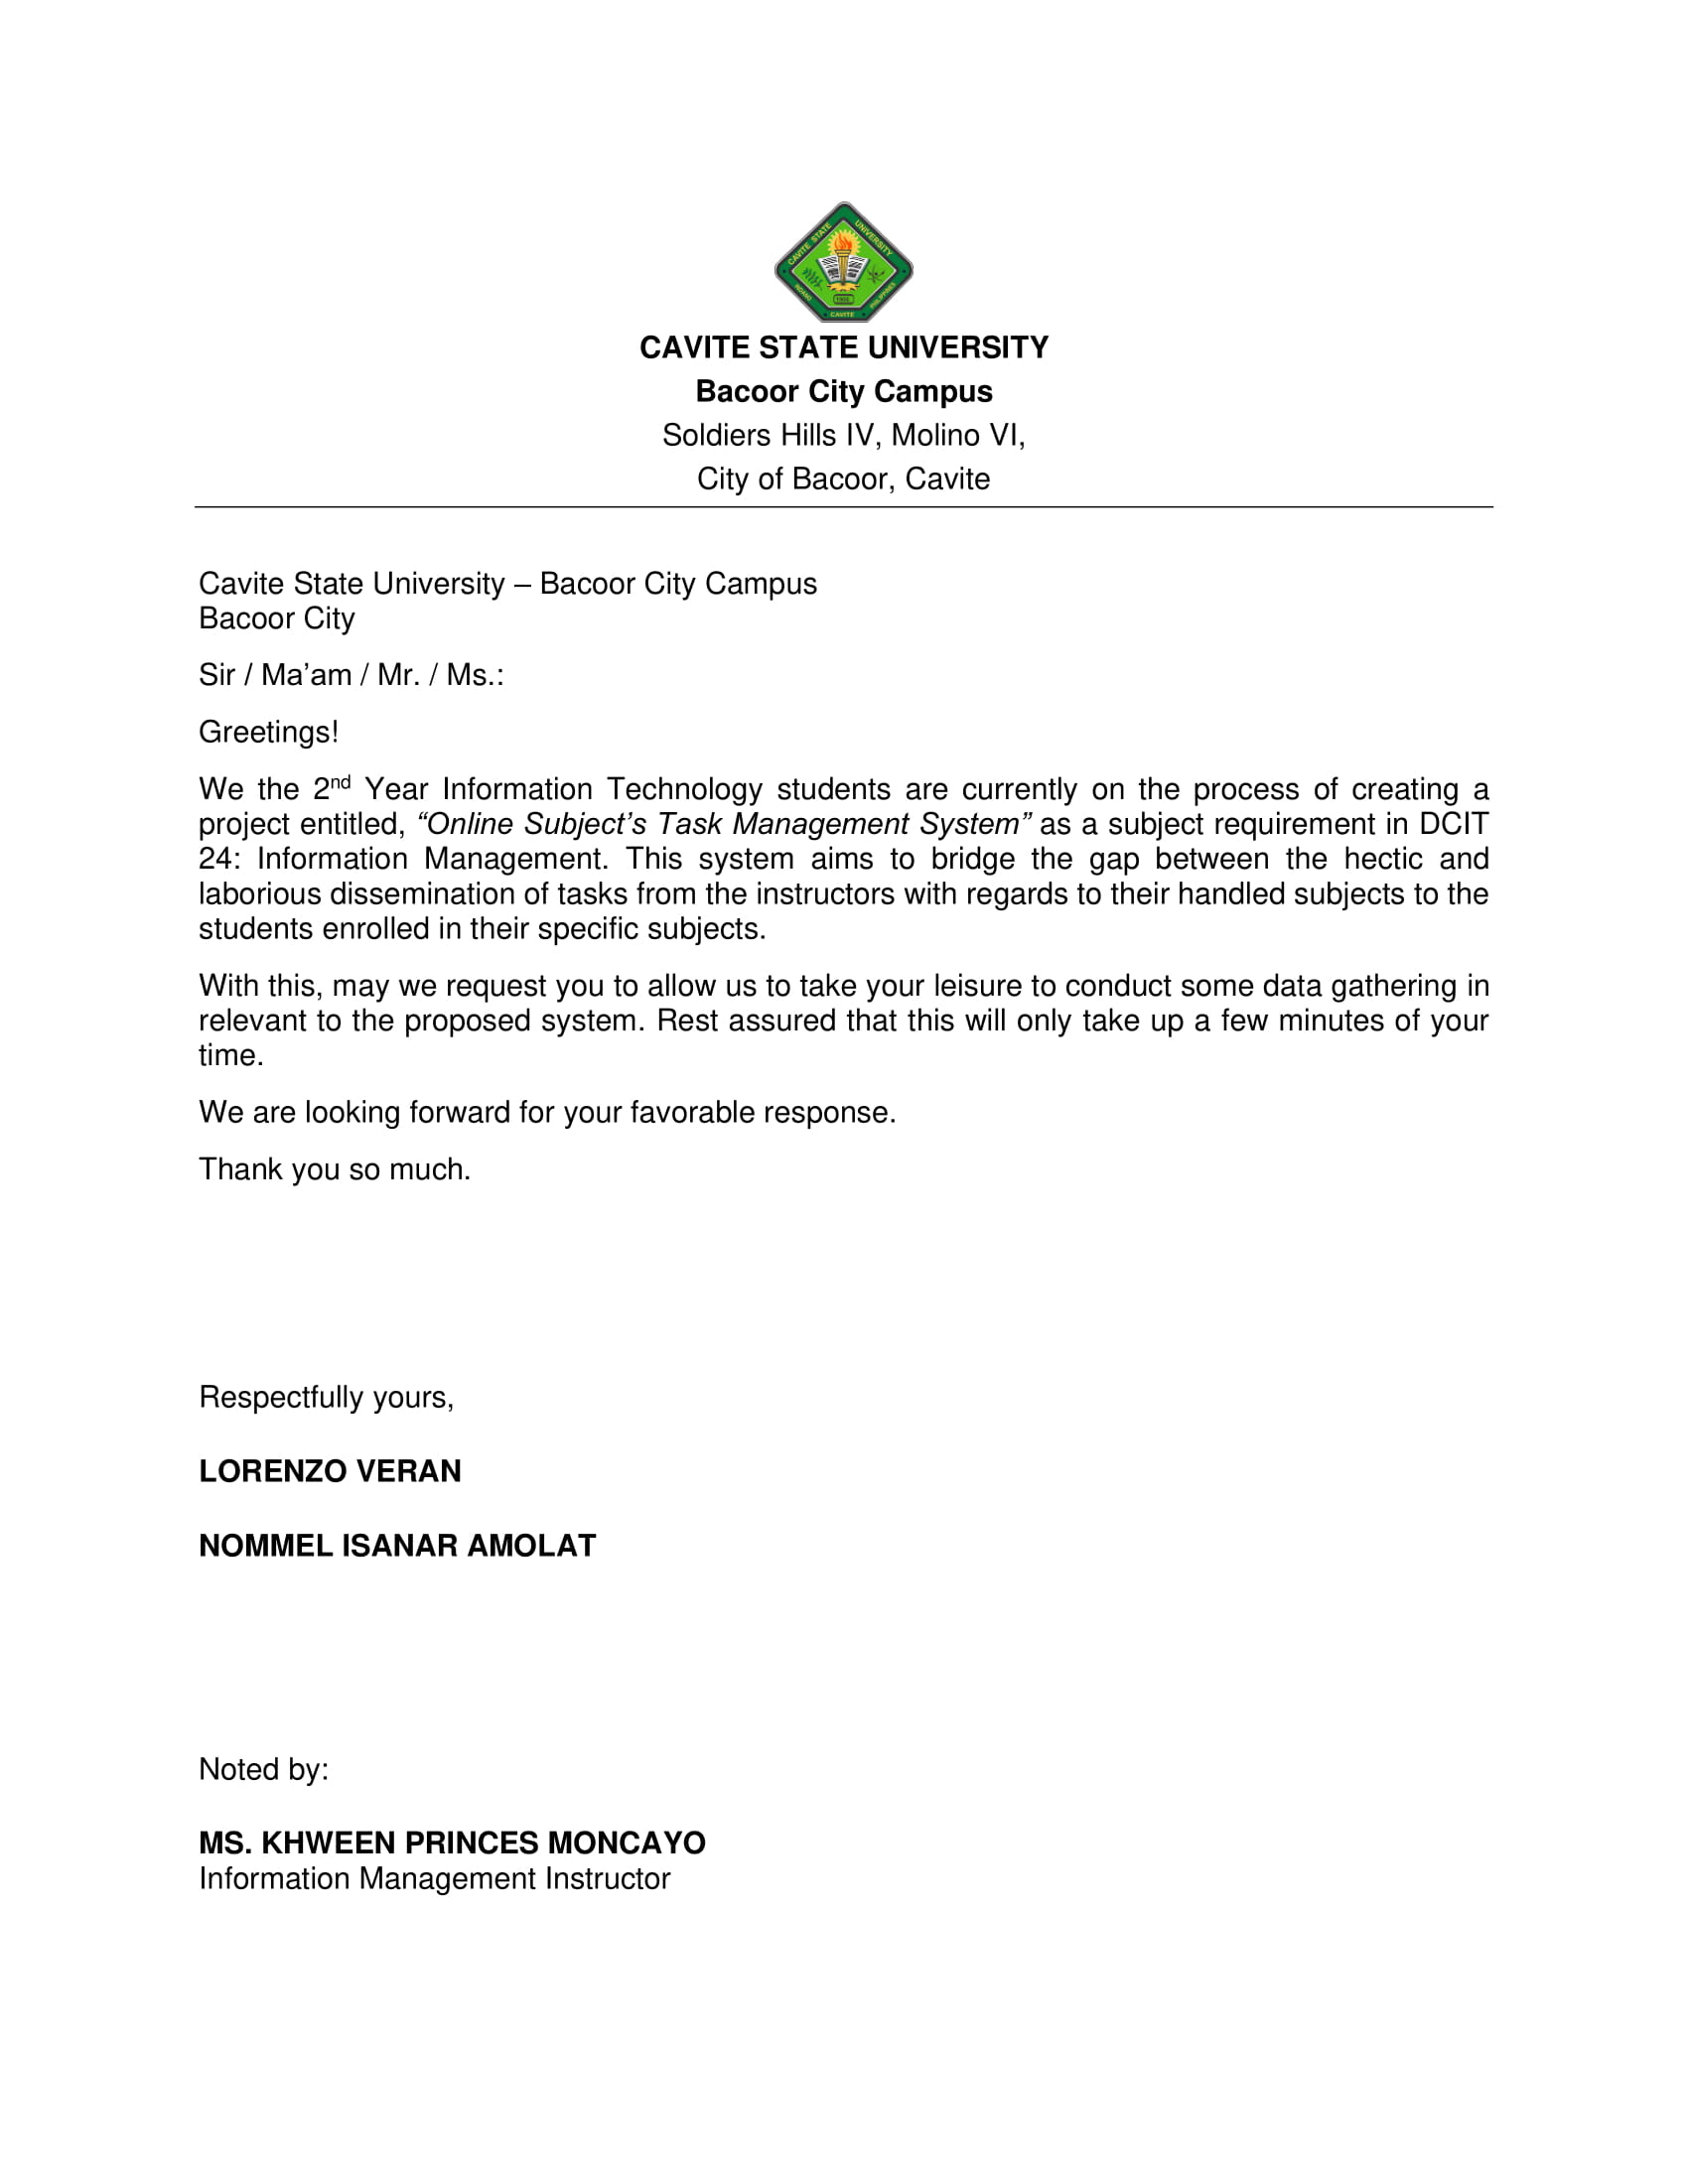 CAVITE STATE UNIVERSITY
INDANG CAVITE PHILIPPINES
1906
CAVITE STATE UNIVERSITY
Bacoor City Campus
Soldiers Hills IV, Molino VI,
City of Bacoor, Cavite
Cavite State University – Bacoor City Campus
Bacoor City
Sir / Ma’am / Mr. / Ms.:
Greetings!
We the 2nd Year Information Technology students are currently on the process of creating a
project entitled, “Online Subject’s Task Management System” as a subject requirement in DCIT
24: Information Management. This system aims to bridge the gap between the hectic and
laborious dissemination of tasks from the instructors with regards to their handled subjects to the
students enrolled in their specific subjects.
With this, may we request you to allow us to take your leisure to conduct some data gathering in
relevant to the proposed system. Rest assured that this will only take up a few minutes of your
time.
We are looking forward for your favorable response.
Thank you so much.
Respectfully yours,
LORENZO VERAN
NOMMEL ISANAR AMOLAT
Noted by:
MS. KHWEEN PRINCES MONCAYO
Information Management Instructor